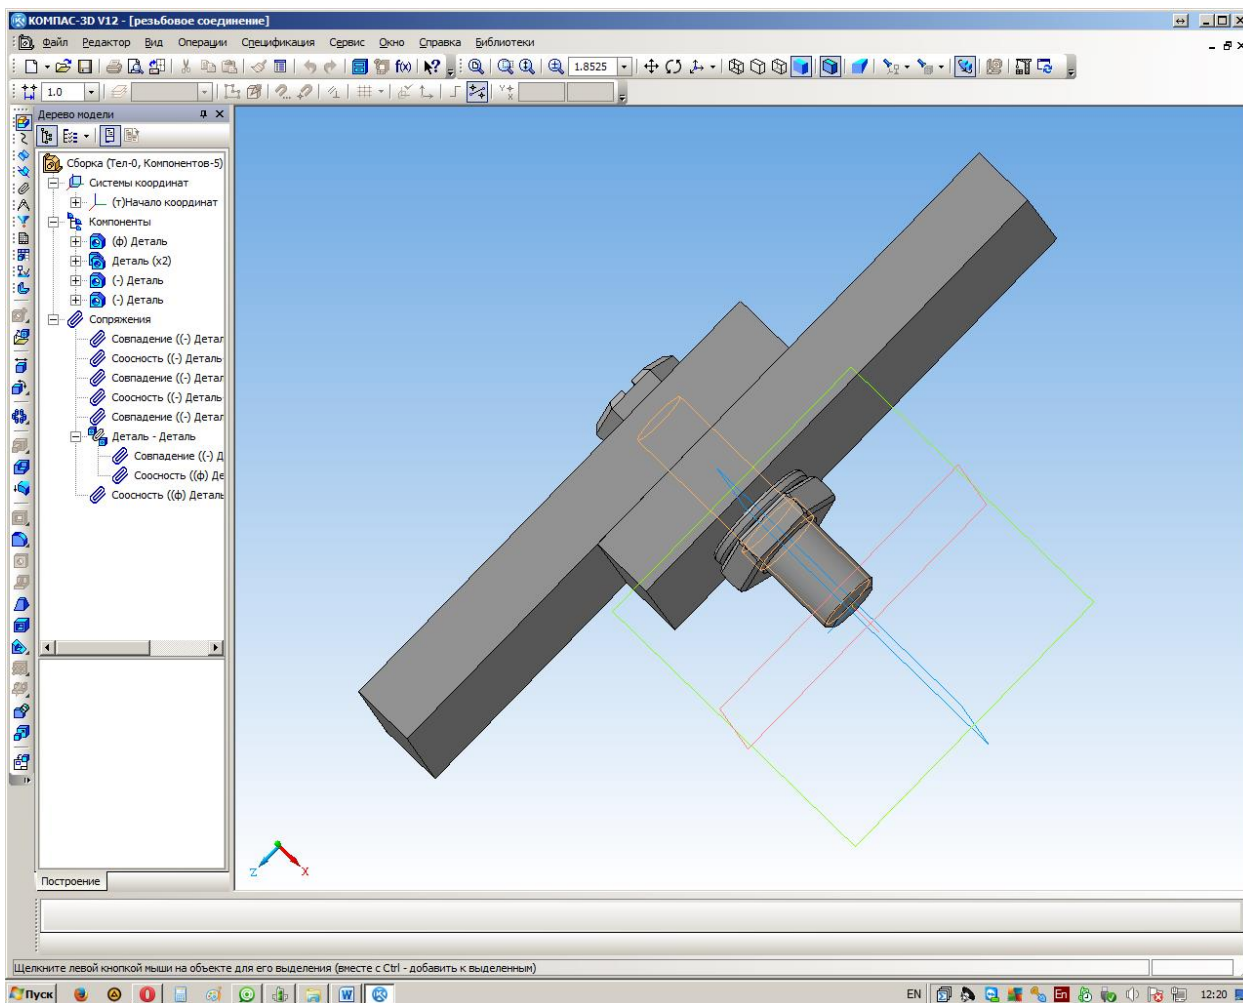 КОМПАС-3D V12 - [резьбовое соединение]
Файл Редактор Вид Операции Спецификация Сервис Окно Справка Библиотеки
f(x) 1.8525
1.0
Дерево модели
Сборка (Тел-0, Компонентов-5)
Системы координат
(т)Начало координат
Компоненты
(ф) Деталь
Деталь (x2)
(-) Деталь
(-) Деталь
Сопряжения
Совпадение ((-) Детал
Соосность ((-) Деталь
Совпадение ((-) Детал
Соосность ((-) Деталь
Совпадение ((-) Детал
Деталь - Деталь
Совпадение ((-) Д
Соосность ((ф) Де
Соосность ((ф) Деталь
Z X
Построение
Щелкните левой кнопкой мыши на объекте для его выделения (вместе с Ctrl - добавить к выделенным)
Пуск W EN En 12:20